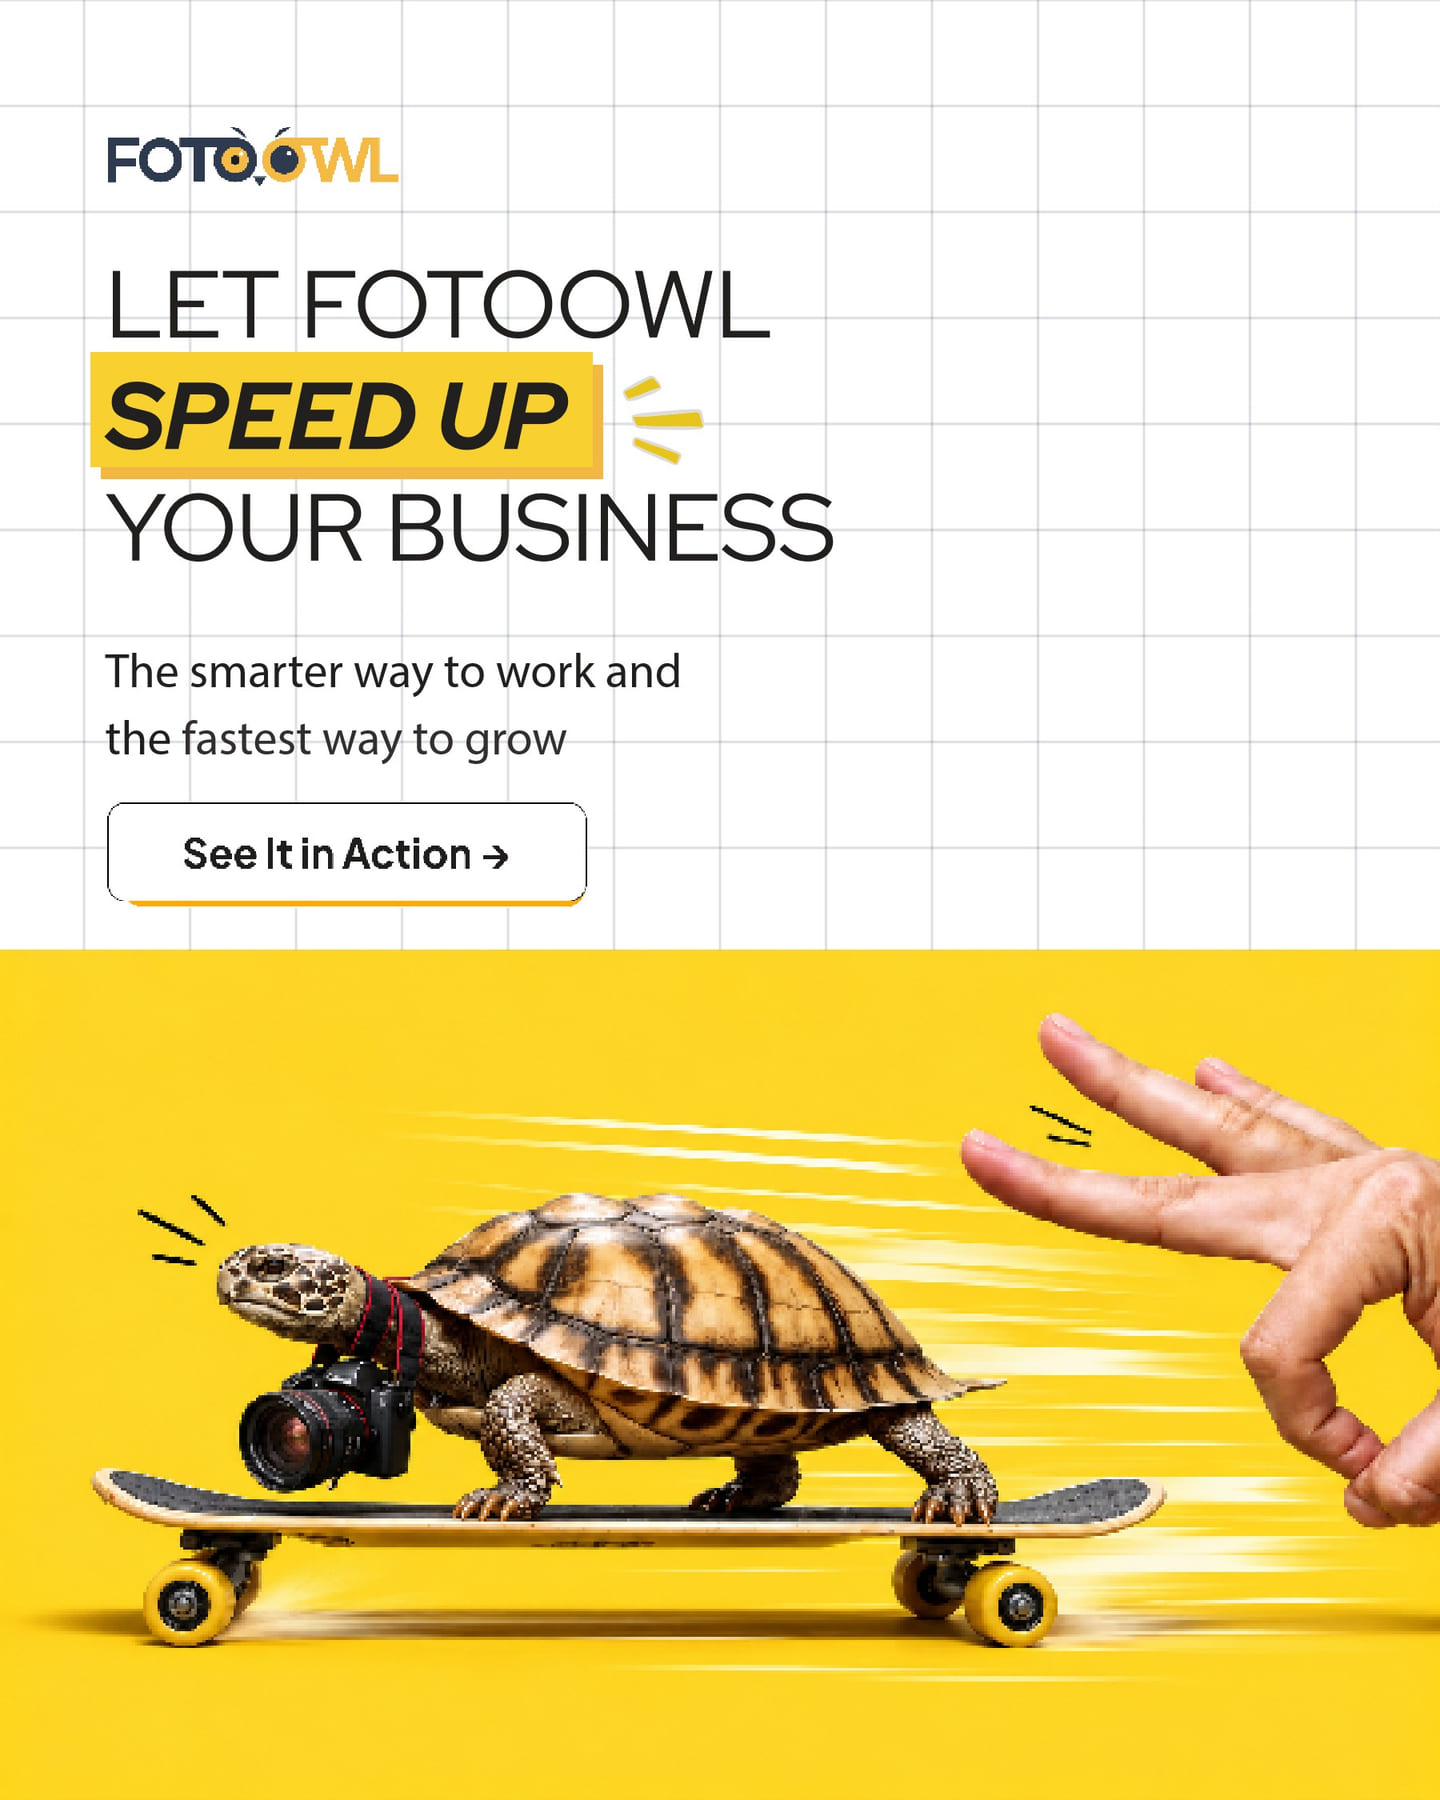 FOTOOWL
LET FOTOOWL
SPEED UP
YOUR BUSINESS
The smarter way to work and
the fastest way to grow
See It in Action →